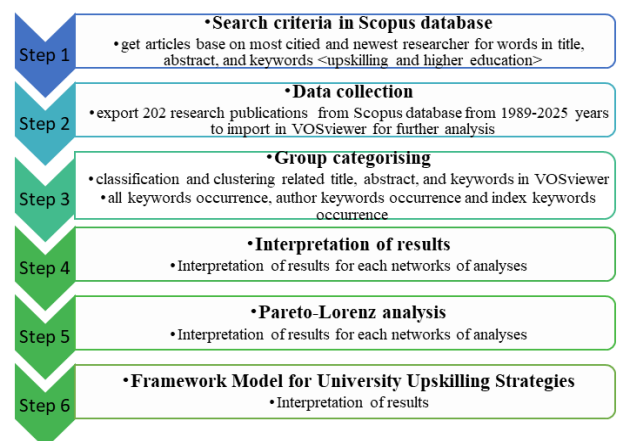 •Search criteria in Scopus database
Step 1
•get articles base on most citied and newest researcher for words in title,
abstract, and keywords <upskilling and higher education>
•Data collection
Step 2
•export 202 research publications from Scopus database from 1989-2025 years
to import in VOSviewer for further analysis
•Group categorising
Step 3
•classification and clustering related title, abstract, and keywords in VOSviewer
•all keywords occurrence, author keywords occurrence and index keywords
occurrence
•Interpretation of results
Step 4
•Interpretation of results for each networks of analyses
•Pareto-Lorenz analysis
Step 5
•Interpretation of results for each networks of analyses
•Framework Model for University Upskilling Strategies
Step 6
•Interpretation of results